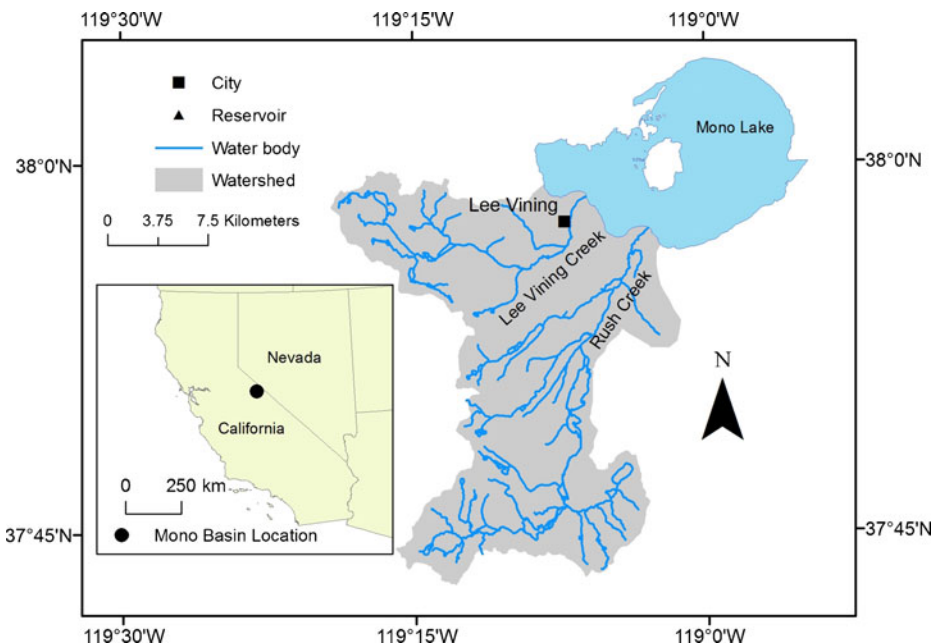 119°30'W
119°15'W
119°0'W
City
Reservoir
Water body
Watershed
0 3.75 7.5 Kilometers
Mono Lake
38°0'N
38°0'N
Lee Vining
Lee Vining Creek
Rush Creek
Nevada
California
0 250 km
Mono Basin Location
N
37°45'N
37°45'N
119°30'W
119°15'W
119°0'W